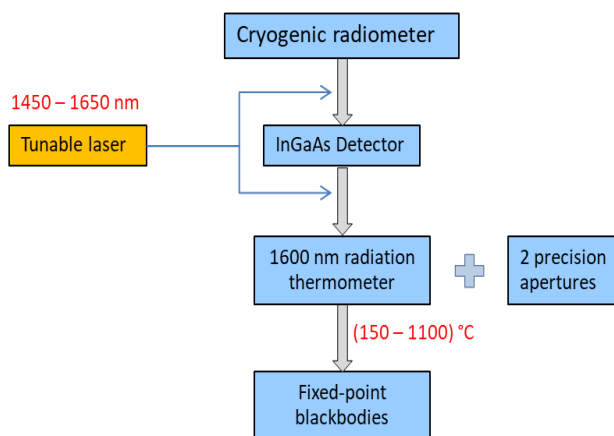 Cryogenic radiometer
1450 – 1650 nm
Tunable laser
InGaAs Detector
1600 nm radiation
thermometer
2 precision
apertures
(150 – 1100) °C
Fixed-point
blackbodies